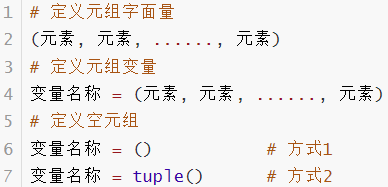 1 # 定义元组字面量
2 (元素, 元素, ......, 元素)
3 # 定义元组变量
4 变量名称 = (元素, 元素, ......, 元素)
5 # 定义空元组
6 变量名称 = () # 方式1
7 变量名称 = tuple() # 方式2